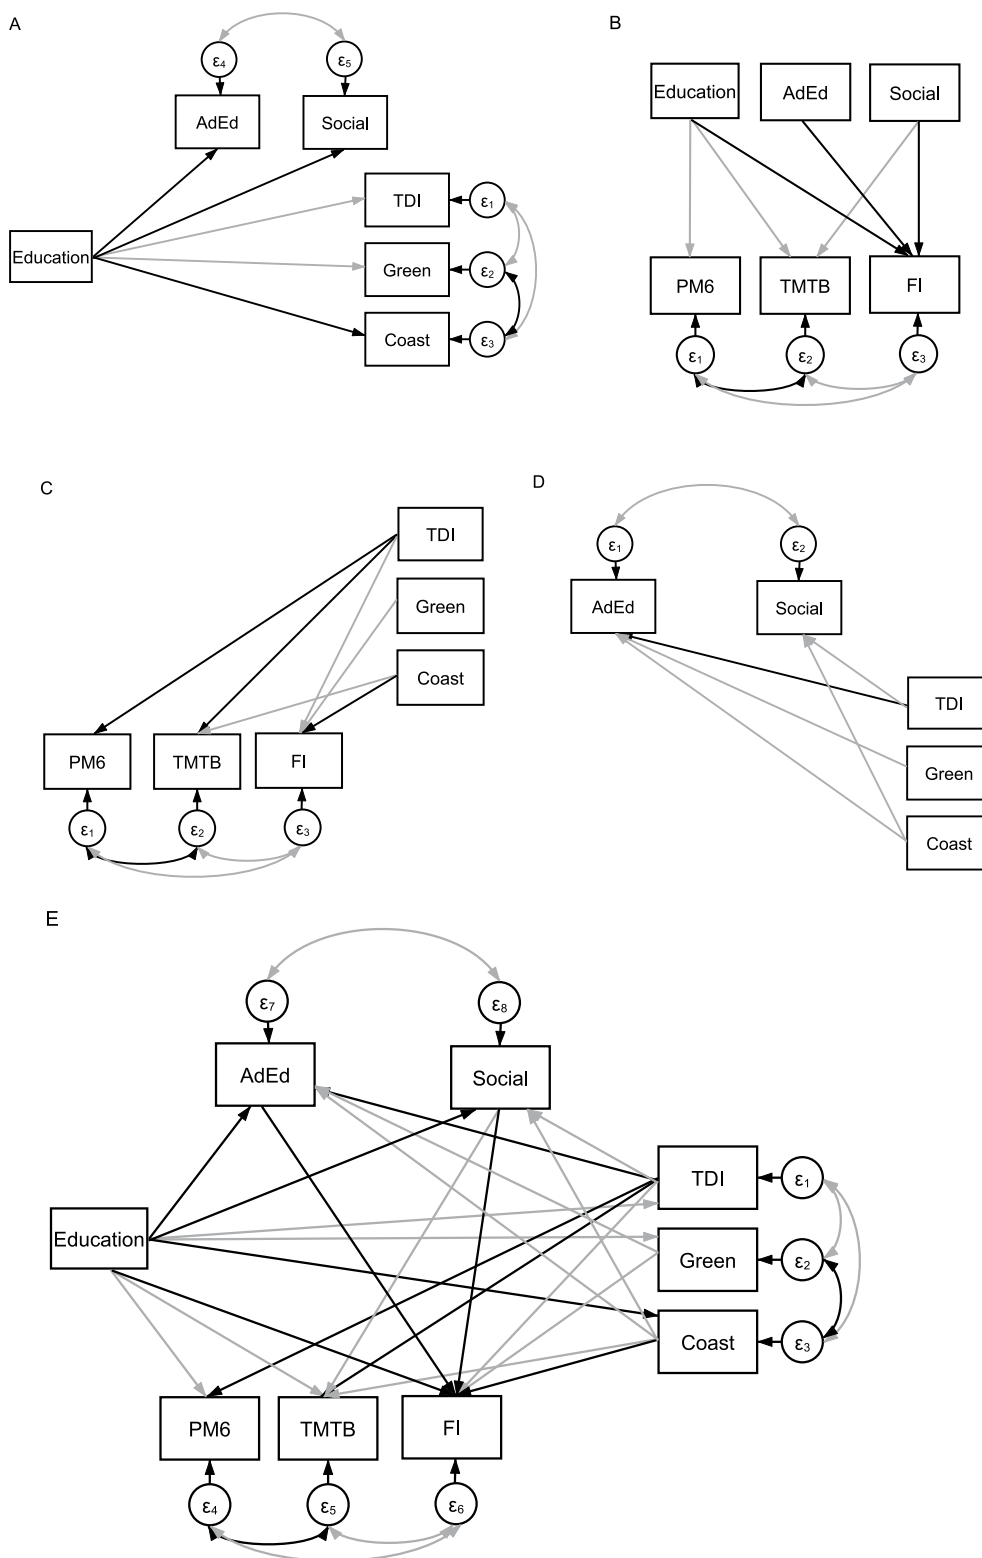 A
ε4
ε5
AdEd
Social
TDI
ε1
Education
Green
ε2
Coast
ε3
B
Education
AdEd
Social
PM6
TMTB
FI
ε1
ε2
ε3
C
TDI
Green
Coast
PM6
TMTB
FI
ε1
ε2
ε3
D
ε1
ε2
AdEd
Social
TDI
Green
Coast
E
ε7
ε8
AdEd
Social
TDI
ε1
Education
Green
ε2
Coast
ε3
PM6
TMTB
FI
ε4
ε5
ε6